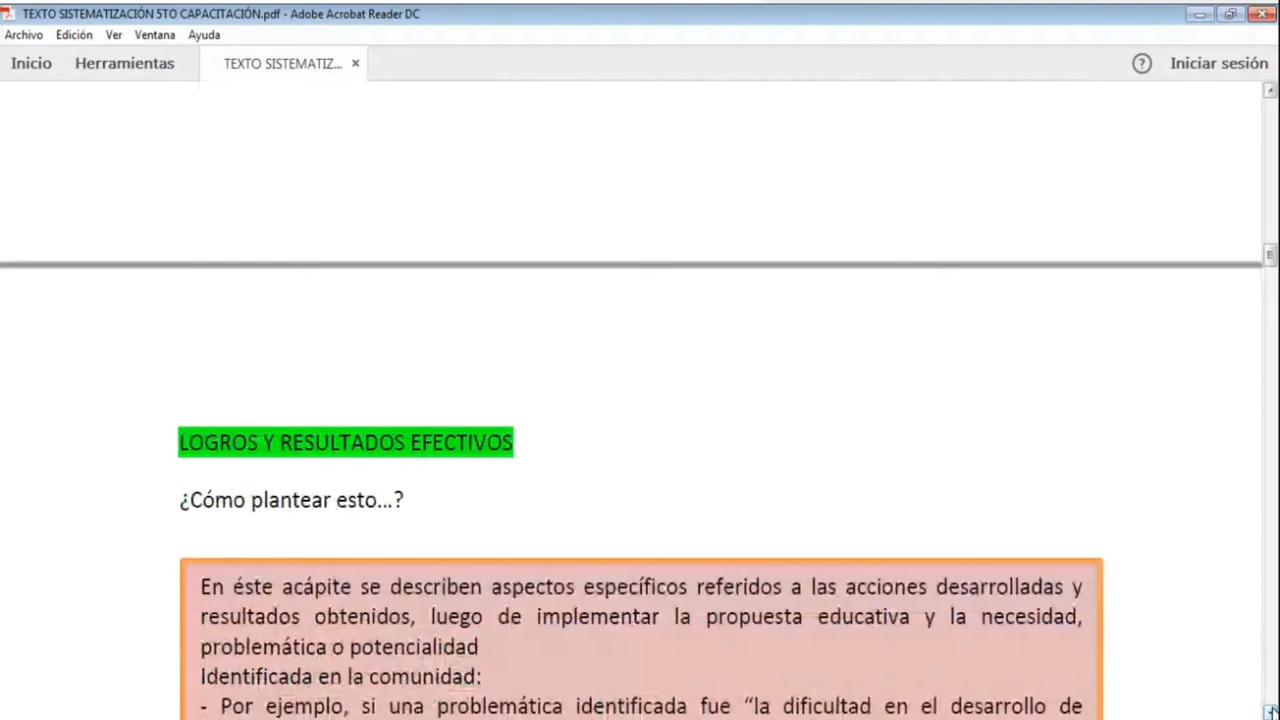 TEXTO SISTEMATIZACIÓN 5TO CAPACITACIÓN.pdf - Adobe Acrobat Reader DC
Archivo Edición Ver Ventana Ayuda
Inicio Herramientas TEXTO SISTEMATIZ... × ? Iniciar sesión
LOGROS Y RESULTADOS EFECTIVOS
¿Cómo plantear esto...?
En éste acápite se describen aspectos específicos referidos a las acciones desarrolladas y
resultados obtenidos, luego de implementar la propuesta educativa y la necesidad,
problemática o potencialidad
Identificada en la comunidad:
- Por ejemplo, si una problemática identificada fue “la dificultad en el desarrollo de